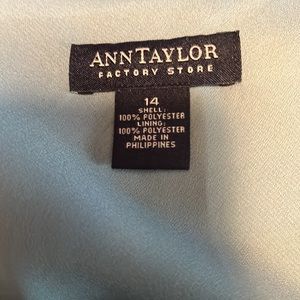 ANNTAYLOR
FACTORY STORE
14
SHELL:
100% POLYESTER
LINING:
100% POLYESTER
MADE IN
PHILIPPINES